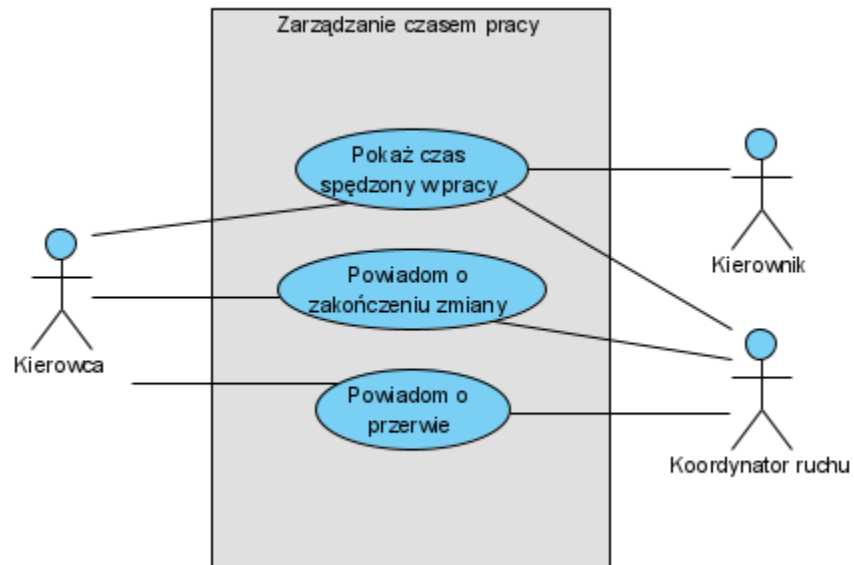 Zarządzanie czasem pracy
Pokaż czas
spędzony w pracy
Kierownik
Powiadom o
zakończeniu zmiany
Kierowca
Powiadom o
przerwie
Koordynator ruchu